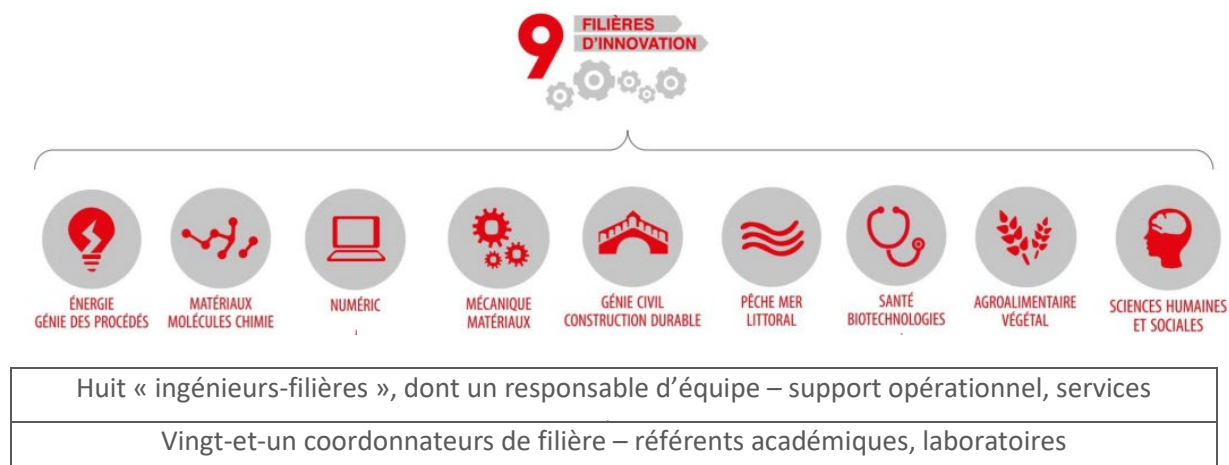 9 FILIÈRES
D'INNOVATION
ÉNERGIE
GÉNIE DES PROCÉDÉS
MATÉRIAUX
MOLÉCULES CHIMIE
NUMÉRIC
MÉCANIQUE
MATÉRIAUX
GÉNIE CIVIL
CONSTRUCTION DURABLE
PÊCHE MER
LITTORAL
SANTÉ
BIOTECHNOLOGIES
AGROALIMENTAIRE
VÉGÉTAL
SCIENCES HUMAINES
ET SOCIALES
Huit « ingénieurs-filières », dont un responsable d'équipe – support opérationnel, services
Vingt-et-un coordonnateurs de filière – référents académiques, laboratoires